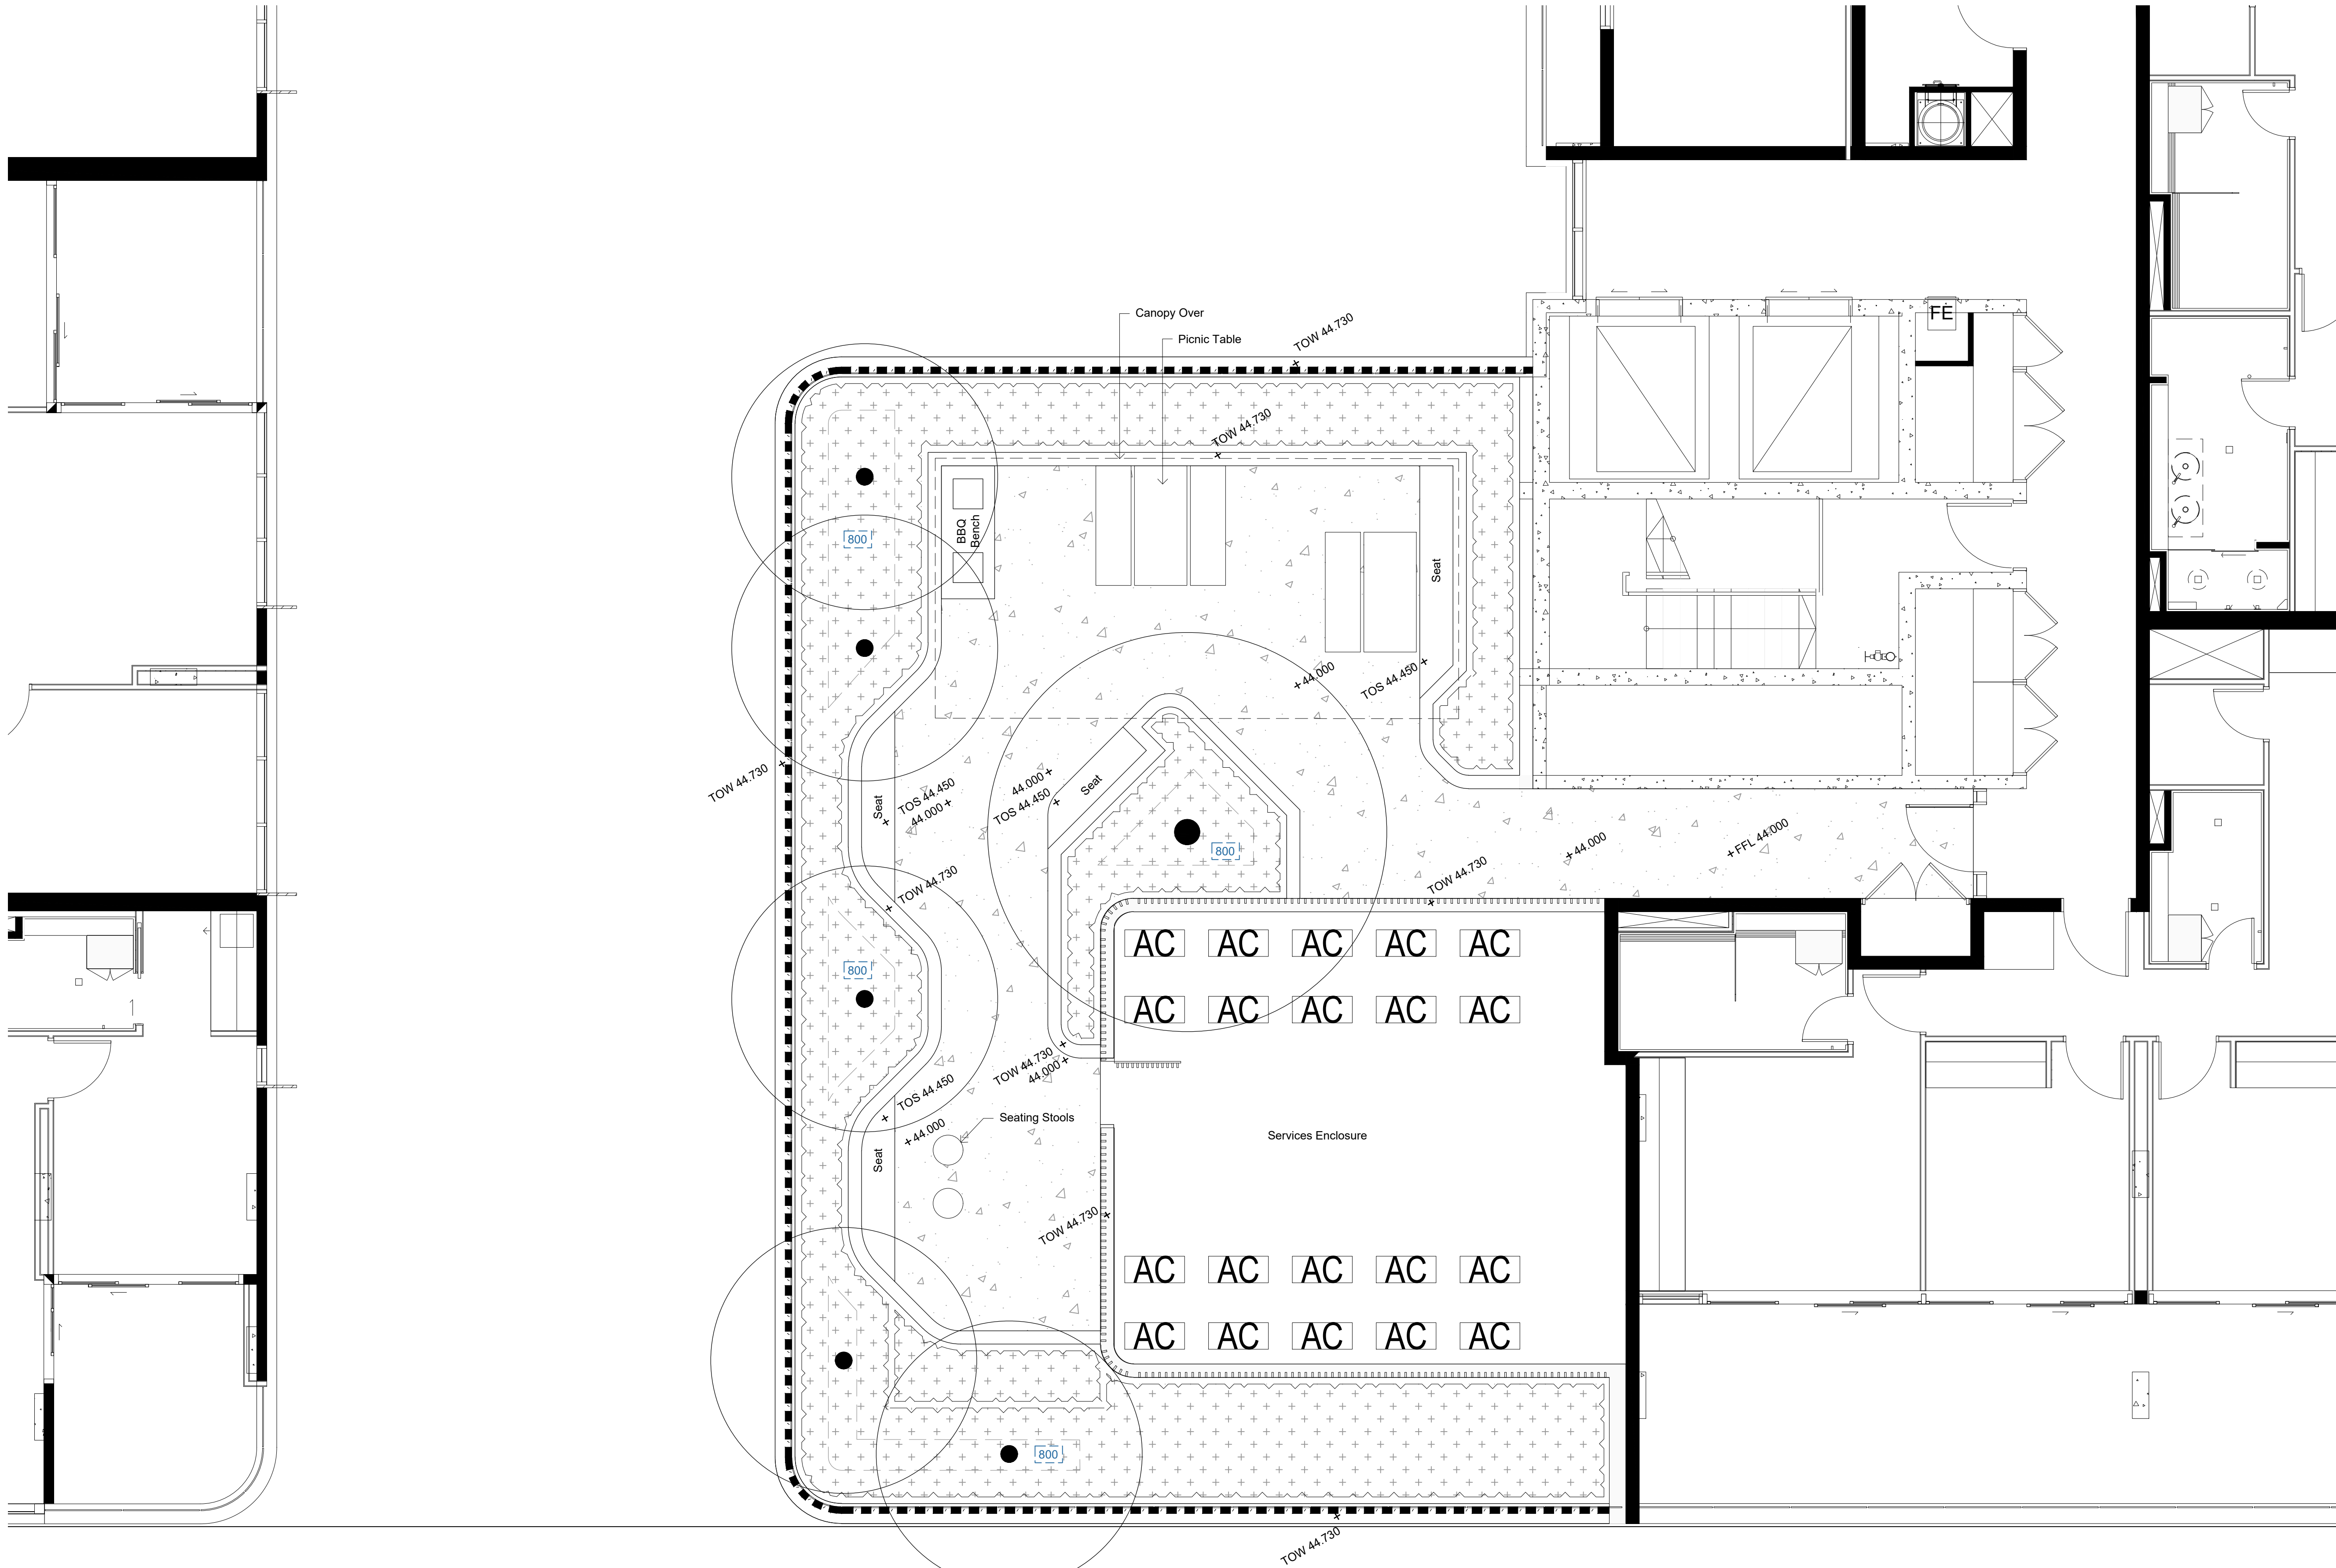 FE
Canopy Over
TOW 44.730
Picnic Table
TOW 44.730
BBQ
Bench
800
Seat
+44.000
TOS 44.450
TOW 44.730
Seat
TOS 44.450
44.000
44.000
TOS 44.450
Seat
800
+44.000
+FFL 44.000
TOW 44.730
TOW 44.730
AC AC AC AC AC
800
AC AC AC AC AC
TOW 44.730
44.000
TOS 44.450
+44.000
Seating Stools
Services Enclosure
Seat
TOW 44.730
AC AC AC AC AC
AC AC AC AC AC
800
TOW 44.730